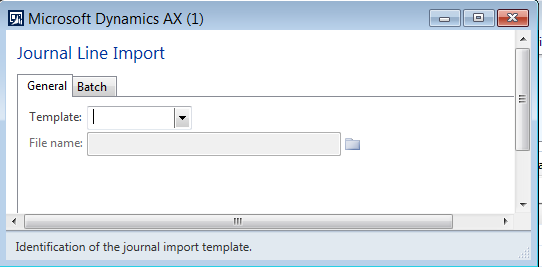 Microsoft Dynamics AX (1)
Journal Line Import
General Batch
Template:
File name:
Identification of the journal import template.